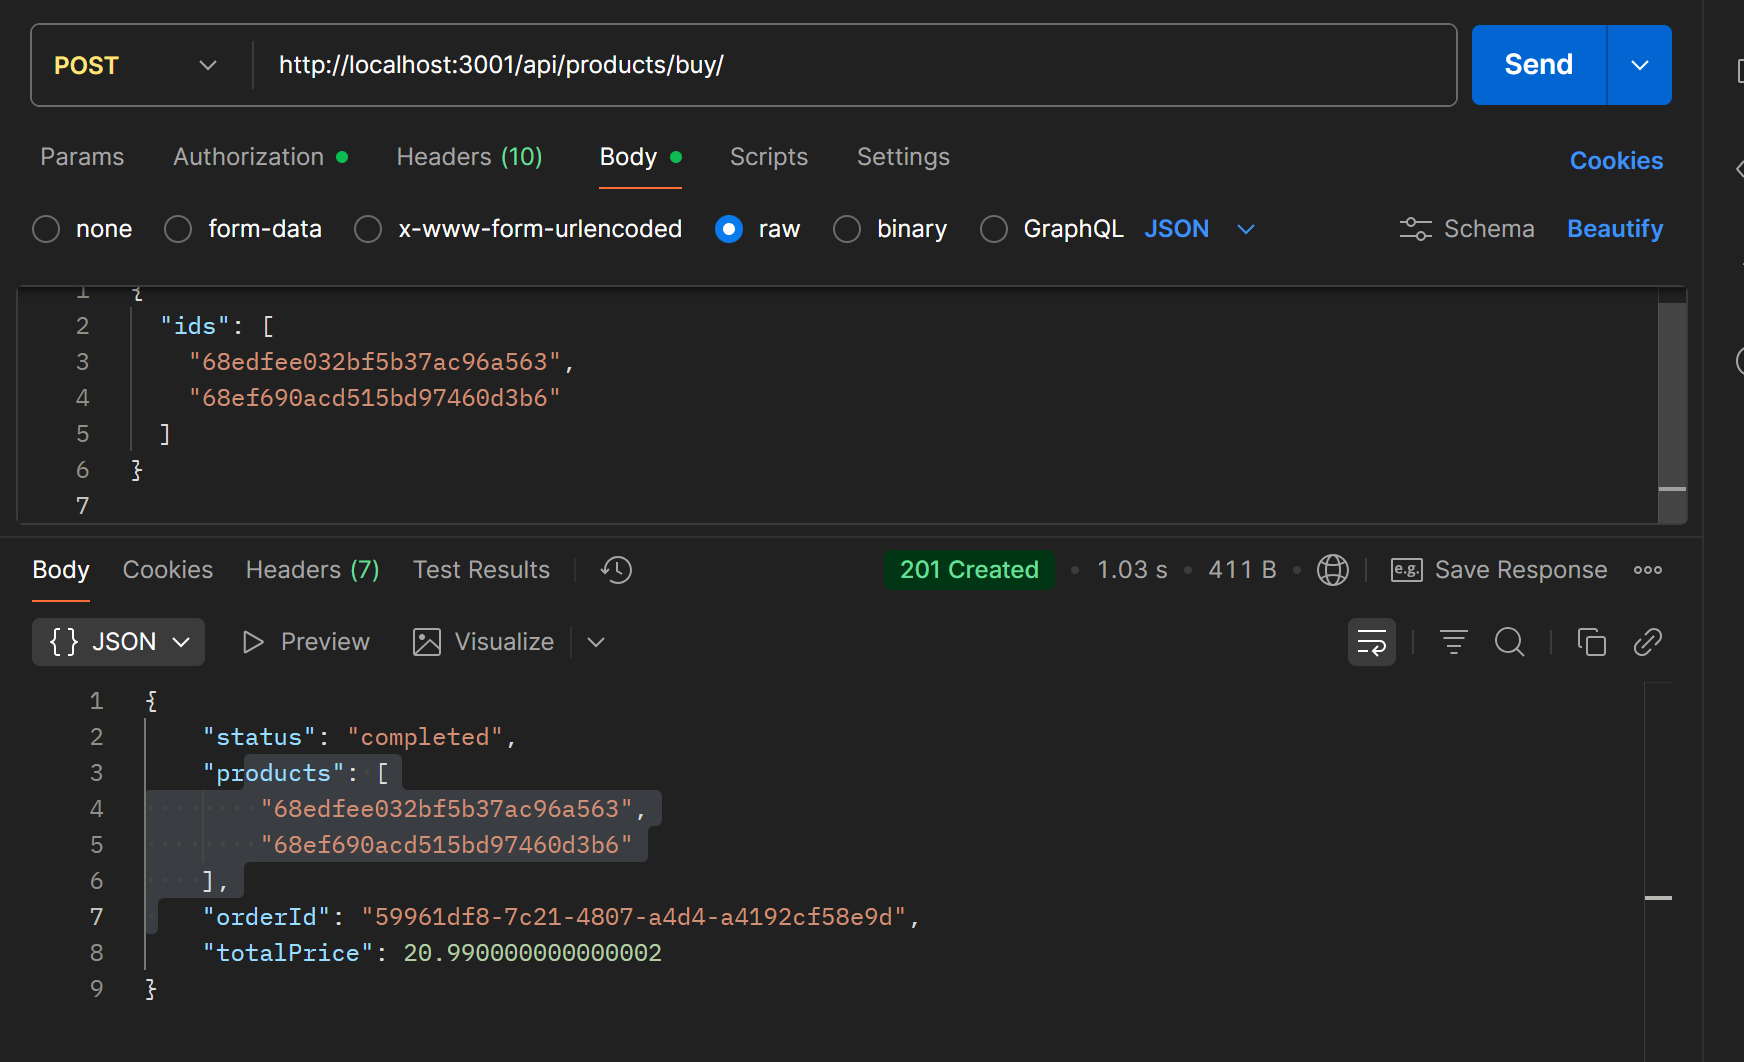 POST http://localhost:3001/api/products/buy/ Send
Params Authorization Headers (10) Body Scripts Settings Cookies
none form-data x-www-form-urlencoded raw binary GraphQL JSON Schema Beautify
1 {
2 "ids": [
3 "68edfee032bf5b37ac96a563",
4 "68ef690acd515bd97460d3b6"
5 ]
6 }
7
Body Cookies Headers (7) Test Results 201 Created • 1.03 s • 411 B • e.g. Save Response
{} JSON Preview Visualize
1 {
2 "status": "completed",
3 "products": [
4 "68edfee032bf5b37ac96a563",
5 "68ef690acd515bd97460d3b6"
6 ],
7 "orderId": "59961df8-7c21-4807-a4d4-a4192cf58e9d",
8 "totalPrice": 20.990000000000002
9 }